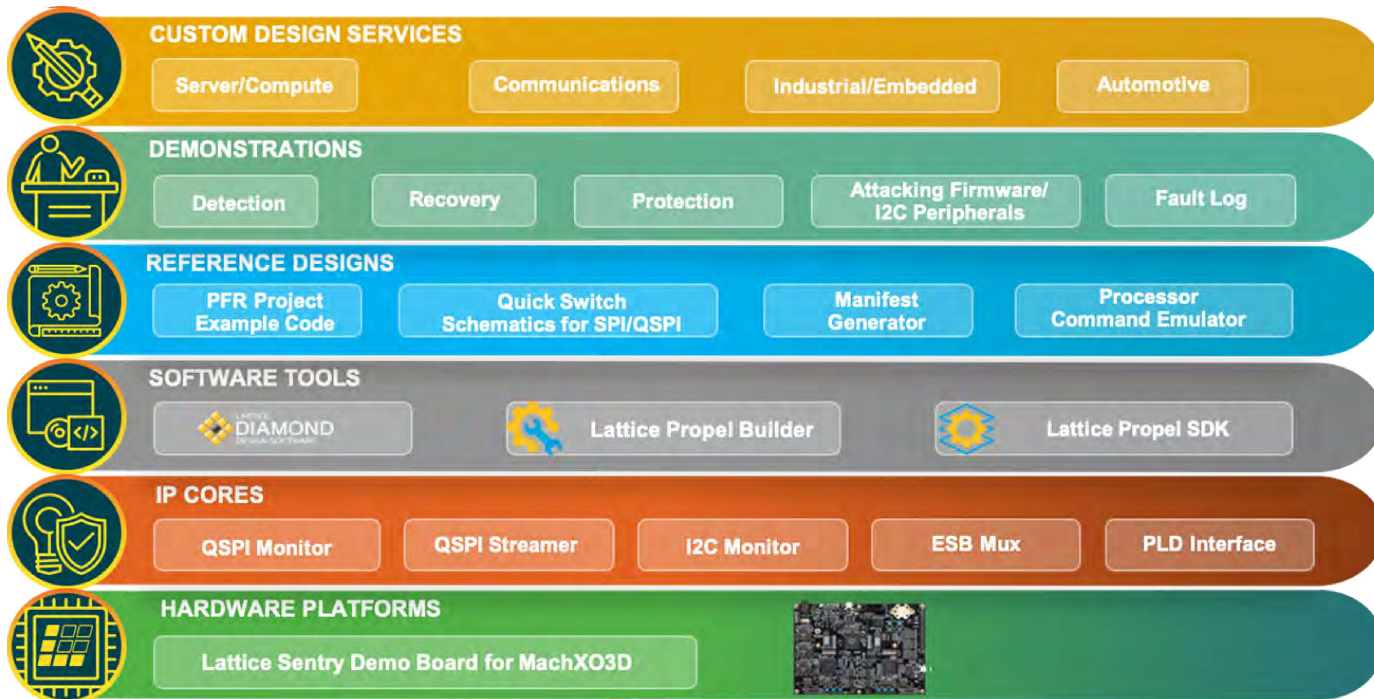 CUSTOM DESIGN SERVICES
Server/Compute
Communications
Industrial/Embedded
Automotive
DEMONSTRATIONS
Detection
Recovery
Protection
Attacking Firmware/
I2C Peripherals
Fault Log
REFERENCE DESIGNS
PFR Project
Example Code
Quick Switch
Schematics for SPI/QSPI
Manifest
Generator
Processor
Command Emulator
SOFTWARE TOOLS
LATTICE
DIAMOND
DESIGN SOFTWARE
Lattice Propel Builder
Lattice Propel SDK
IP CORES
QSPI Monitor
QSPI Streamer
I2C Monitor
ESB Mux
PLD Interface
HARDWARE PLATFORMS
Lattice Sentry Demo Board for MachXO3D